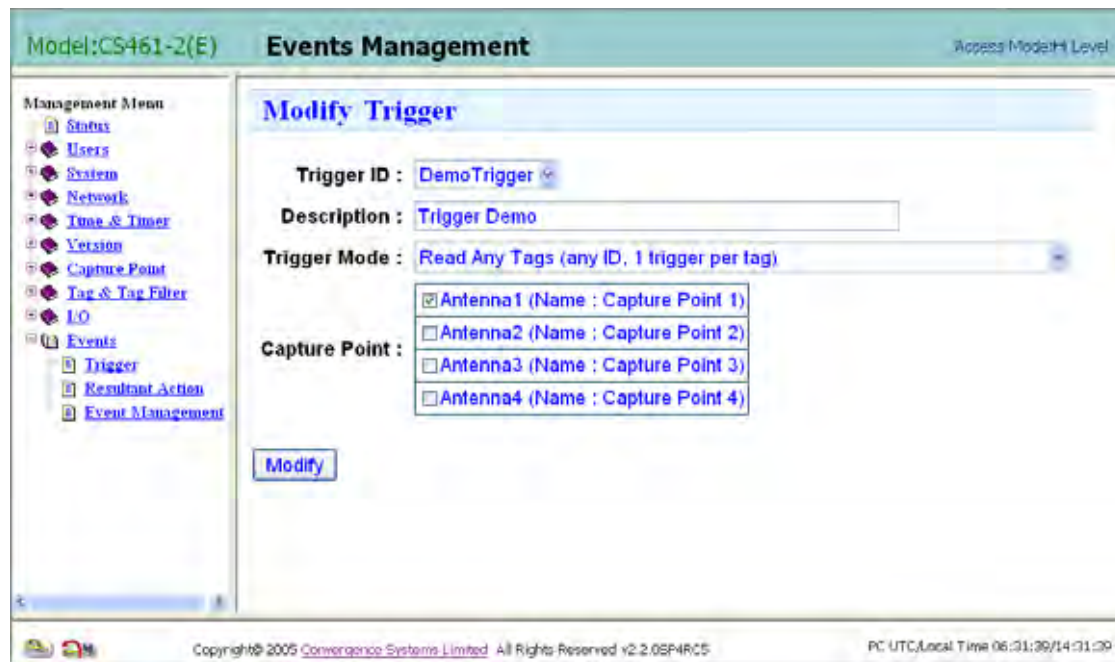 Model:CS461-2(E)
Events Management
Access Mode:Hi Level
Management Menu
Status
Users
System
Network
Time & Timer
Version
Capture Point
Tag & Tag Filter
I/O
Events
Trigger
Resultant Action
Event Management
Modify Trigger
Trigger ID : DemoTrigger
Description : Trigger Demo
Trigger Mode : Read Any Tags (any ID, 1 trigger per tag)
Capture Point :
Antenna1 (Name : Capture Point 1)
Antenna2 (Name : Capture Point 2)
Antenna3 (Name : Capture Point 3)
Antenna4 (Name : Capture Point 4)
Modify
Copyright© 2005 Convergence Systems Limited All Rights Reserved v2.2.0SP4RC5
PC UTC/Local Time 06:31:39/14:31:39